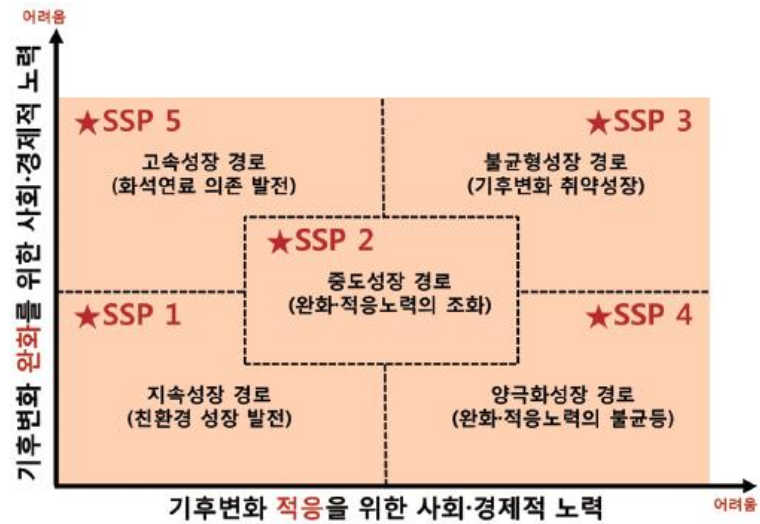 어려움
기후변화 완화를 위한 사회·경제적 노력
★SSP 5
고속성장 경로
(화석연료 의존 발전)
★SSP 3
불균형성장 경로
(기후변화 취약성장)
★SSP 2
중도성장 경로
(완화·적응노력의 조화)
★SSP 1
지속성장 경로
(친환경 성장 발전)
★SSP 4
양극화성장 경로
(완화·적응노력의 불균등)
기후변화 적응을 위한 사회·경제적 노력
어려움